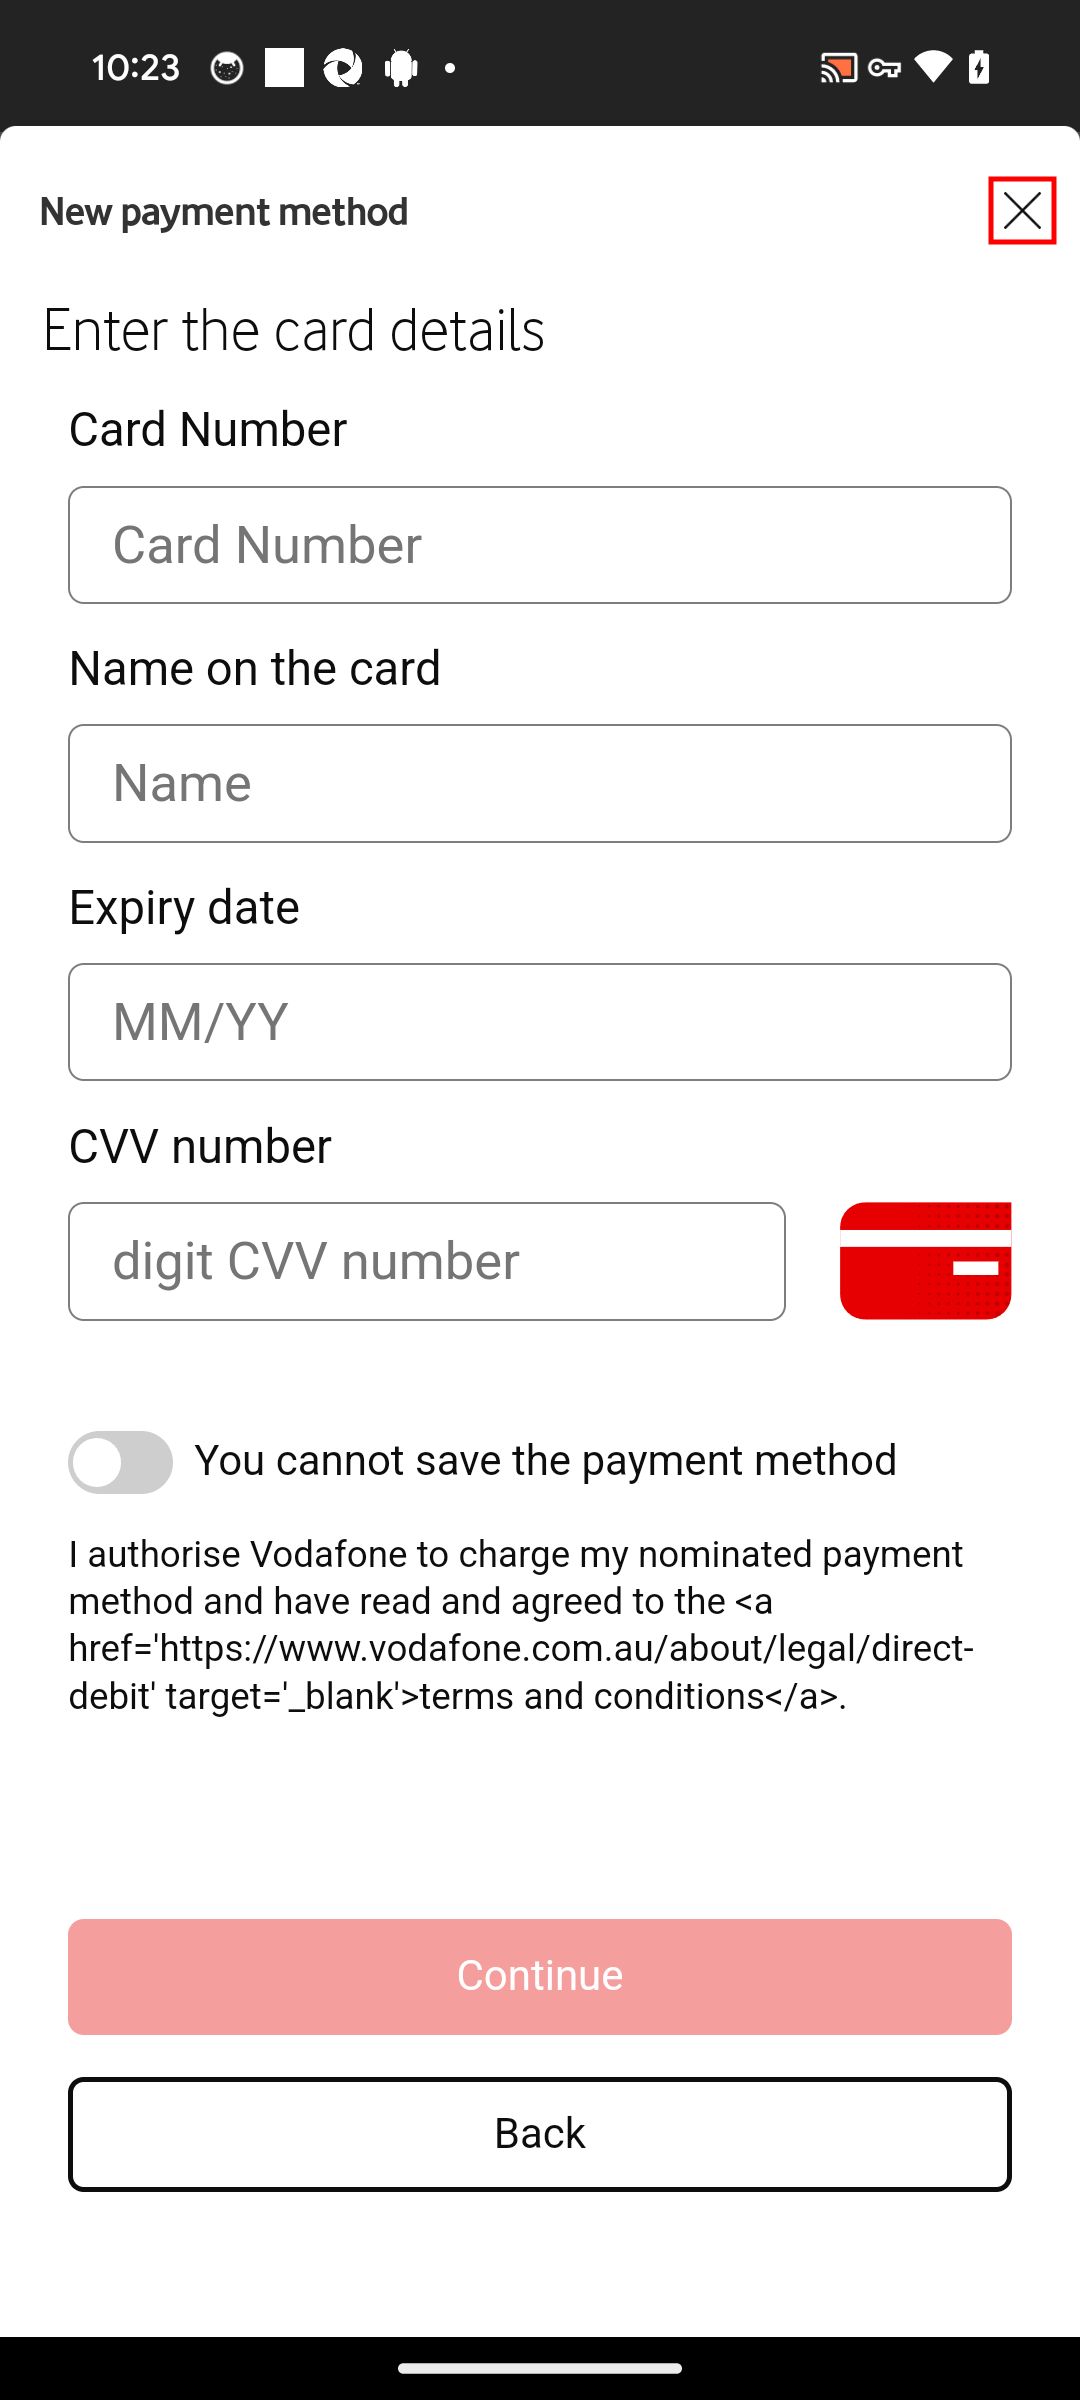 10:23
New payment method
Enter the card details
Card Number
Card Number
Name on the card
Name
Expiry date
MM/YY
CVV number
digit CVV number
You cannot save the payment method
I authorise Vodafone to charge my nominated payment
method and have read and agreed to the <a
href='https://www.vodafone.com.au/about/legal/direct-
debit' target='_blank'>terms and conditions</a>.
Continue
Back